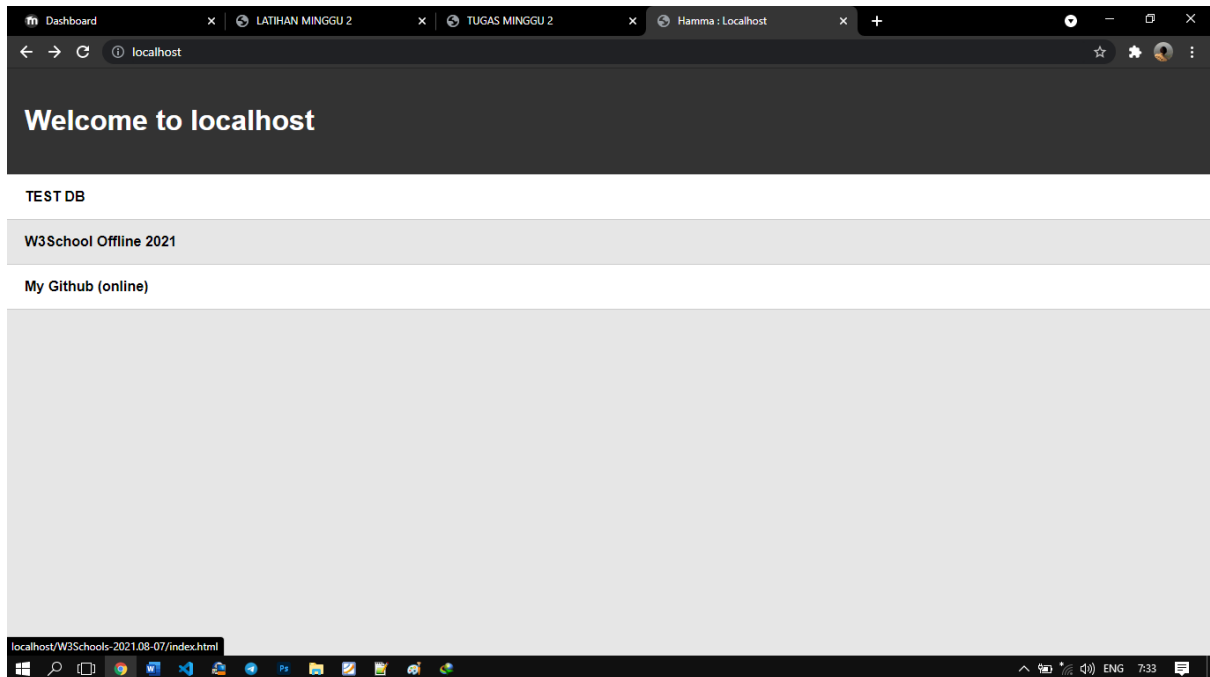 Dashboard
LATIHAN MINGGU 2
TUGAS MINGGU 2
Hamma : Localhost
localhost
Welcome to localhost
TEST DB
W3School Offline 2021
My Github (online)
localhost/W3Schools-2021.08-07/index.html
ENG 7:33